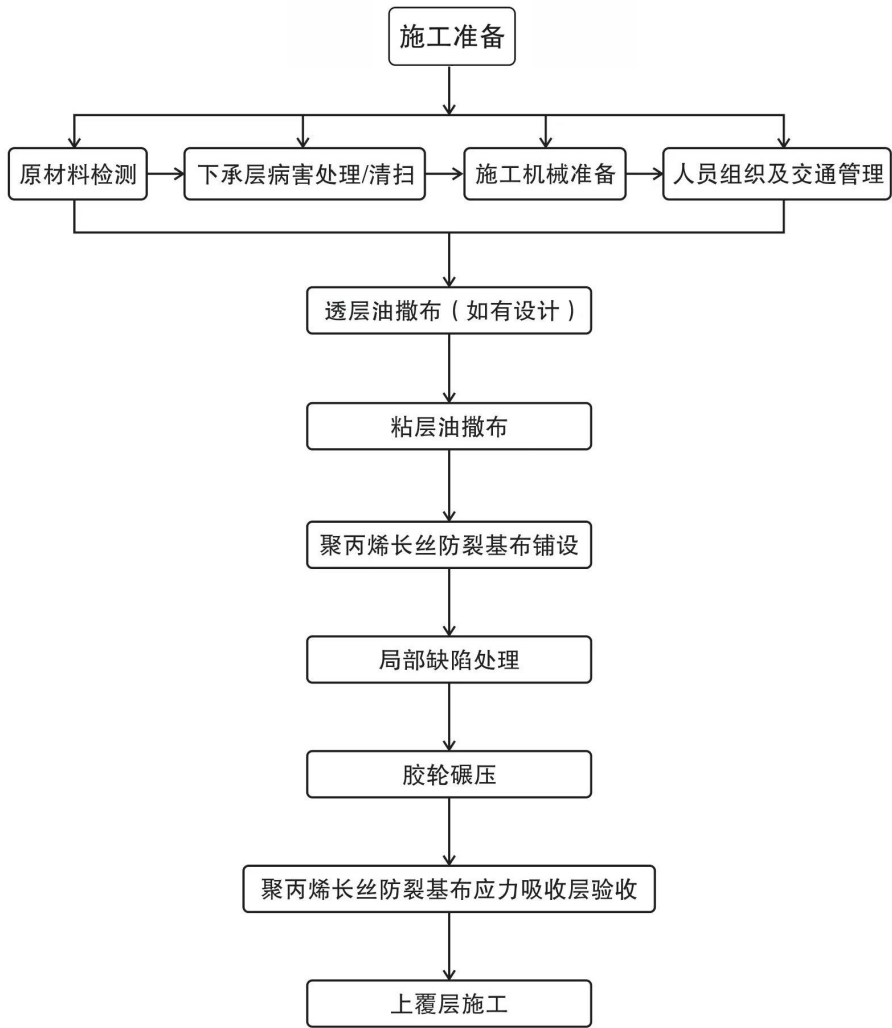 施工准备
原材料检测
下承层病害处理/清扫
施工机械准备
人员组织及交通管理
透层油撒布（如有设计）
粘层油撒布
聚丙烯长丝防裂基布铺设
局部缺陷处理
胶轮碾压
聚丙烯长丝防裂基布应力吸收层验收
上覆层施工